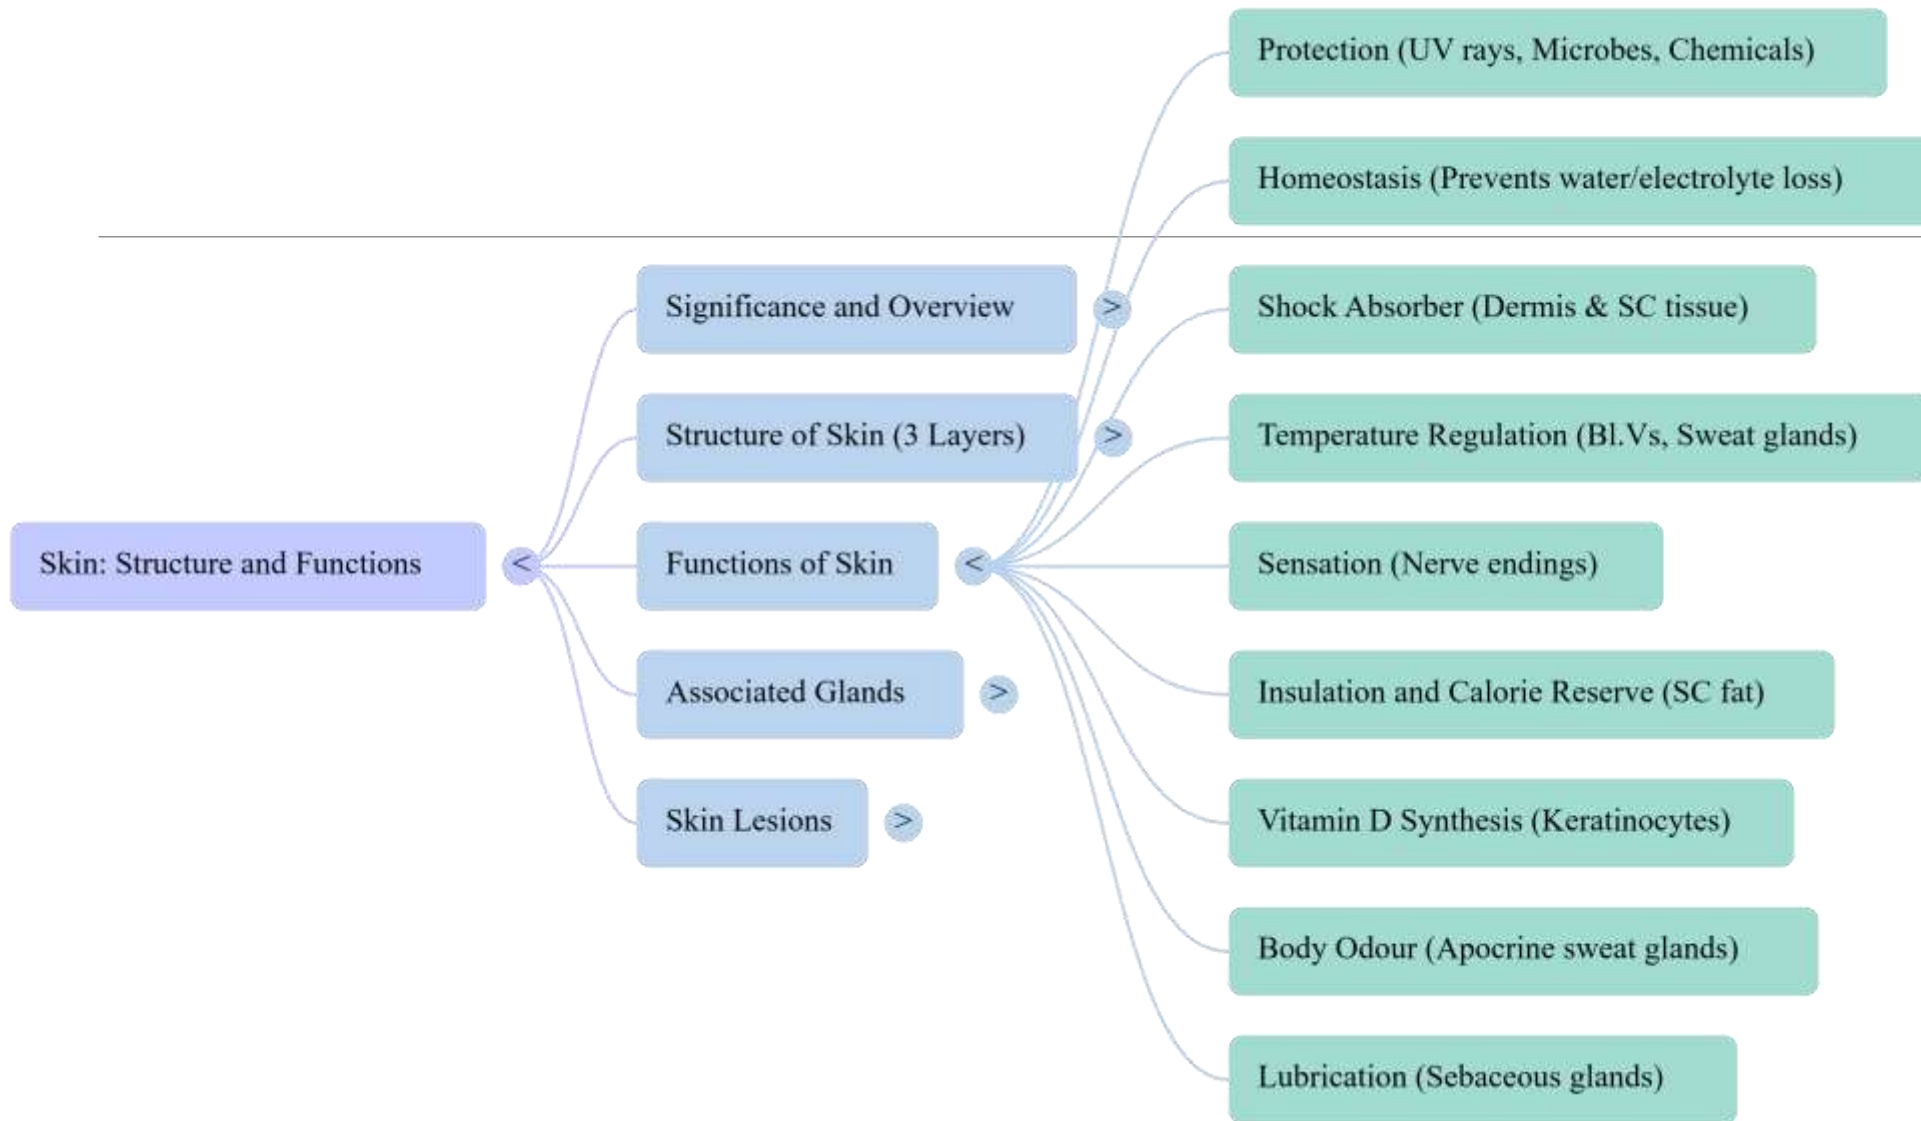 Skin: Structure and Functions
<
Significance and Overview
>
Structure of Skin (3 Layers)
>
Functions of Skin
<
Associated Glands
>
Skin Lesions
>
Protection (UV rays, Microbes, Chemicals)
Homeostasis (Prevents water/electrolyte loss)
Shock Absorber (Dermis & SC tissue)
Temperature Regulation (Bl.Vs, Sweat glands)
Sensation (Nerve endings)
Insulation and Calorie Reserve (SC fat)
Vitamin D Synthesis (Keratinocytes)
Body Odour (Apocrine sweat glands)
Lubrication (Sebaceous glands)